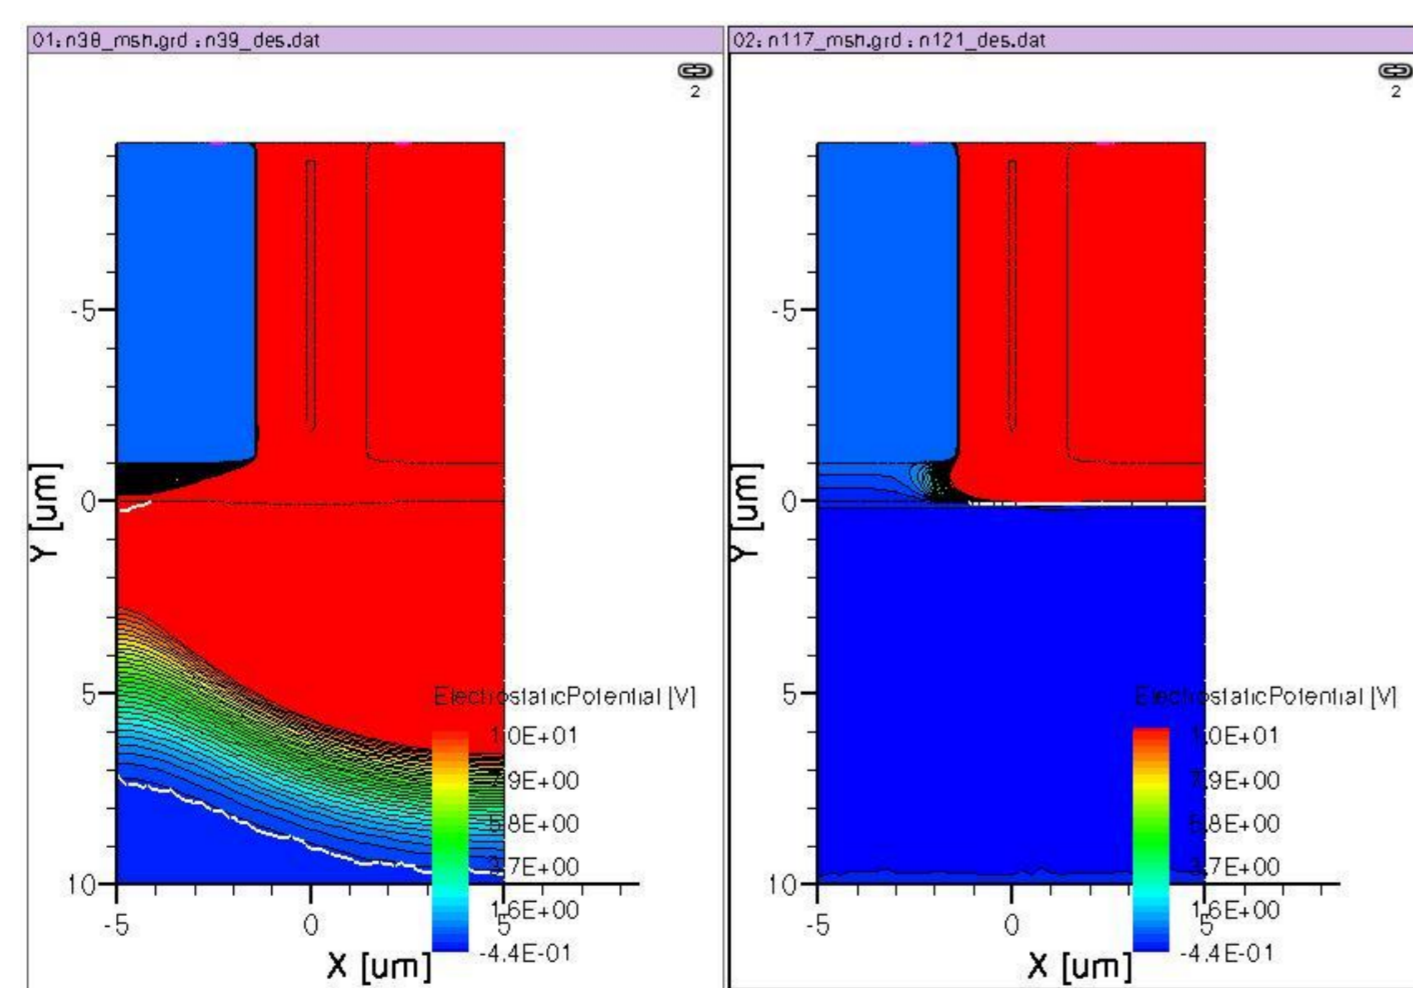 01: n38_msh.grd : n39_des.dat
2
-5
0
5
10
Y [um]
-5
0
5
X [um]
ElectrostaticPotential [V]
1.0E+01
7.9E+00
5.8E+00
3.7E+00
1.6E+00
-4.4E-01
02: n117_msh.grd : n121_des.dat
2
-5
0
5
10
Y [um]
-5
0
5
X [um]
ElectrostaticPotential [V]
1.0E+01
7.9E+00
5.8E+00
3.7E+00
1.6E+00
-4.4E-01